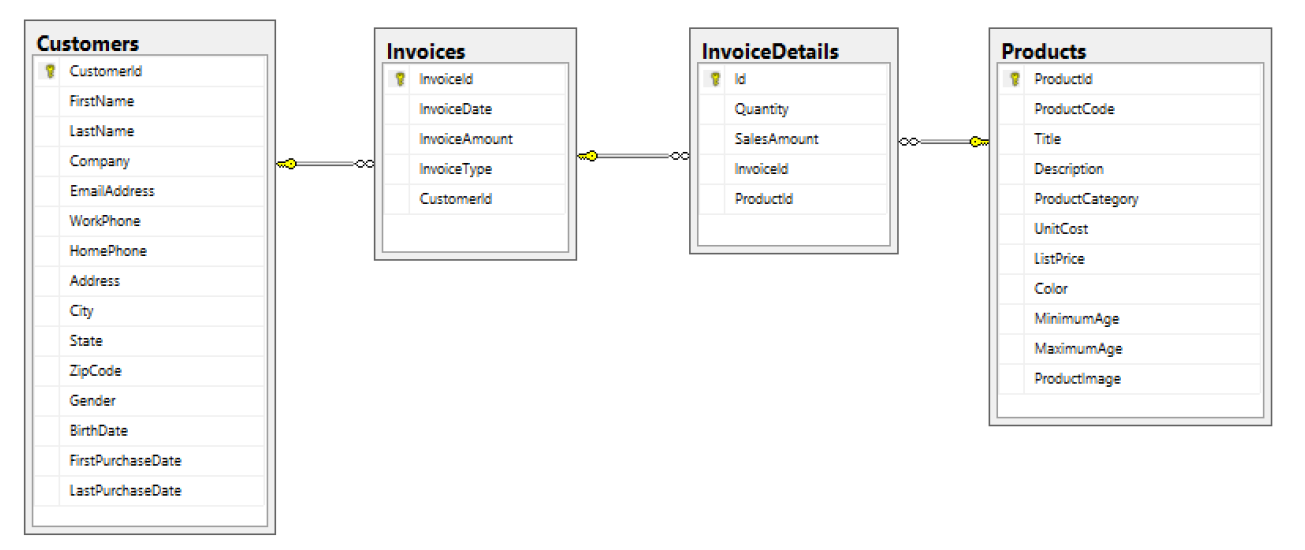 Customers
CustomerId
FirstName
LastName
Company
EmailAddress
WorkPhone
HomePhone
Address
City
State
ZipCode
Gender
BirthDate
FirstPurchaseDate
LastPurchaseDate
Invoices
InvoiceId
InvoiceDate
InvoiceAmount
InvoiceType
CustomerId
InvoiceDetails
Id
Quantity
SalesAmount
InvoiceId
ProductId
Products
ProductId
ProductCode
Title
Description
ProductCategory
UnitCost
ListPrice
Color
MinimumAge
MaximumAge
ProductImage